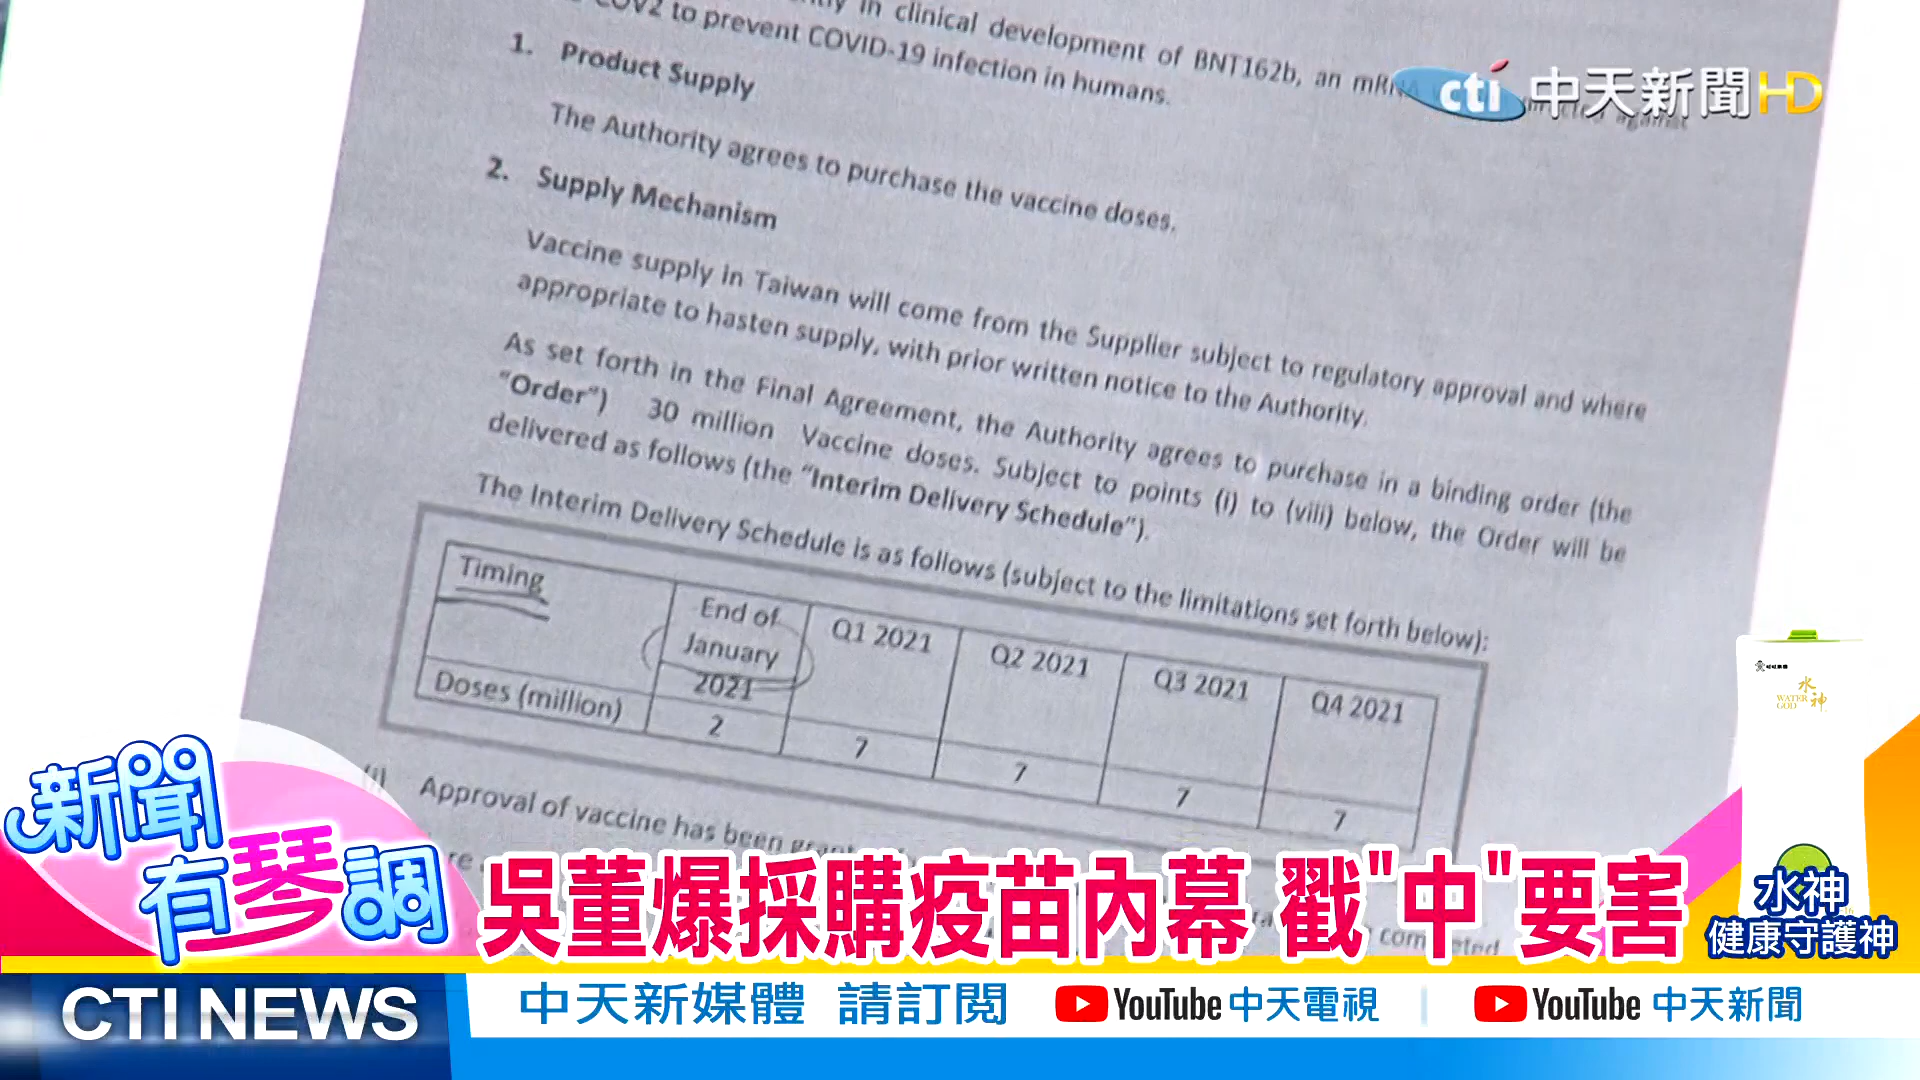 in clinical development of BNT162b, an
to prevent COVID-19 infection in humans.
1. Product Supply
The Authority agrees to purchase the vaccine doses.
2. Supply Mechanism
Vaccine supply in Taiwan will come from the Supplier subject to regulatory approval and where
appropriate to hasten supply, with prior written notice to the Authority.
As set forth in the Final Agreement, the Authority agrees to purchase in a binding order (the
"Order") 30 million Vaccine doses. Subject to points (i) to (viii) below, the Order will be
delivered as follows (the "Interim Delivery Schedule").
The Interim Delivery Schedule is as follows (subject to the limitations set forth below):
Timing End of January 2021 Q1 2021 Q2 2021 Q3 2021 Q4 2021
Doses (million) 2 7 7 7 7
Approval of vaccine has been
cti 中天新聞HD
水神
WATER GOD
新聞有琴調
吳董爆採購疫苗內幕 戳"中"要害
水神
健康守護神
CTI NEWS
中天新媒體 請訂閱 YouTube 中天電視 YouTube 中天新聞